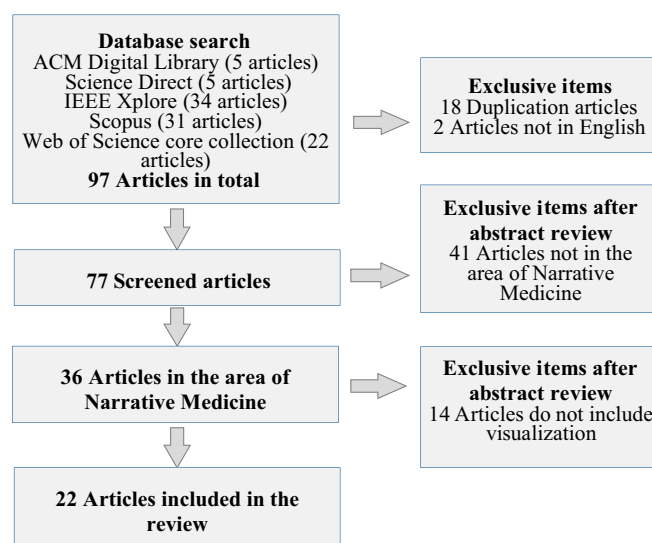 Database search
ACM Digital Library (5 articles)
Science Direct (5 articles)
IEEE Xplore (34 articles)
Scopus (31 articles)
Web of Science core collection (22
articles)
97 Articles in total
Exclusive items
18 Duplication articles
2 Articles not in English
77 Screened articles
Exclusive items after
abstract review
41 Articles not in the
area of Narrative
Medicine
36 Articles in the area of
Narrative Medicine
Exclusive items after
abstract review
14 Articles do not include
visualization
22 Articles included in the
review